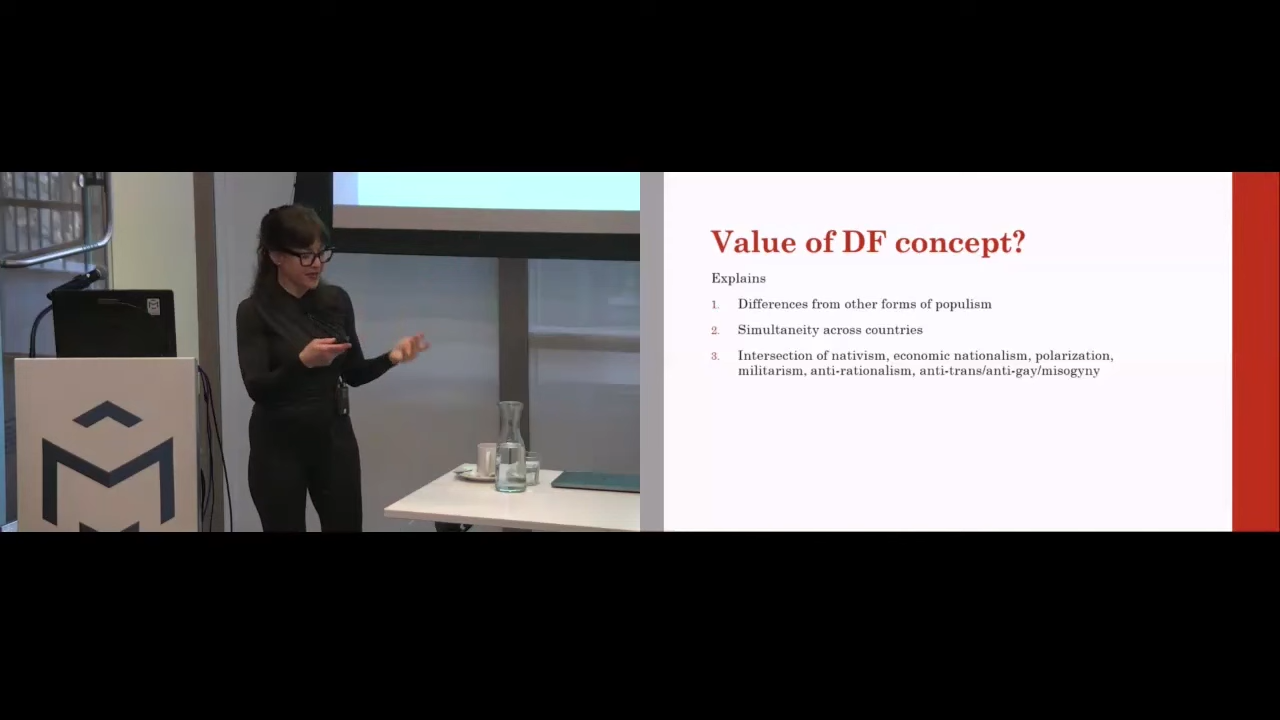 Value of DF concept?
Explains
1. Differences from other forms of populism
2. Simultaneity across countries
3. Intersection of nativism, economic nationalism, polarization,
militarism, anti-rationalism, anti-trans/anti-gay/misogyny